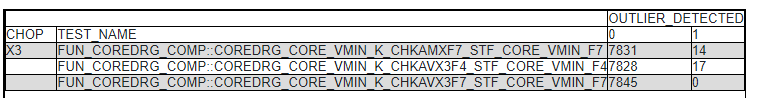 OUTLIER_DETECTED
CHOP TEST_NAME 0 1
X3 FUN_COREDRG_COMP::COREDRG_CORE_VMIN_K_CHKAMXF7_STF_CORE_VMIN_F7 7831 14
FUN_COREDRG_COMP::COREDRG_CORE_VMIN_K_CHKAVX3F4_STF_CORE_VMIN_F4 7828 17
FUN_COREDRG_COMP::COREDRG_CORE_VMIN_K_CHKAVX3F7_STF_CORE_VMIN_F7 7845 0